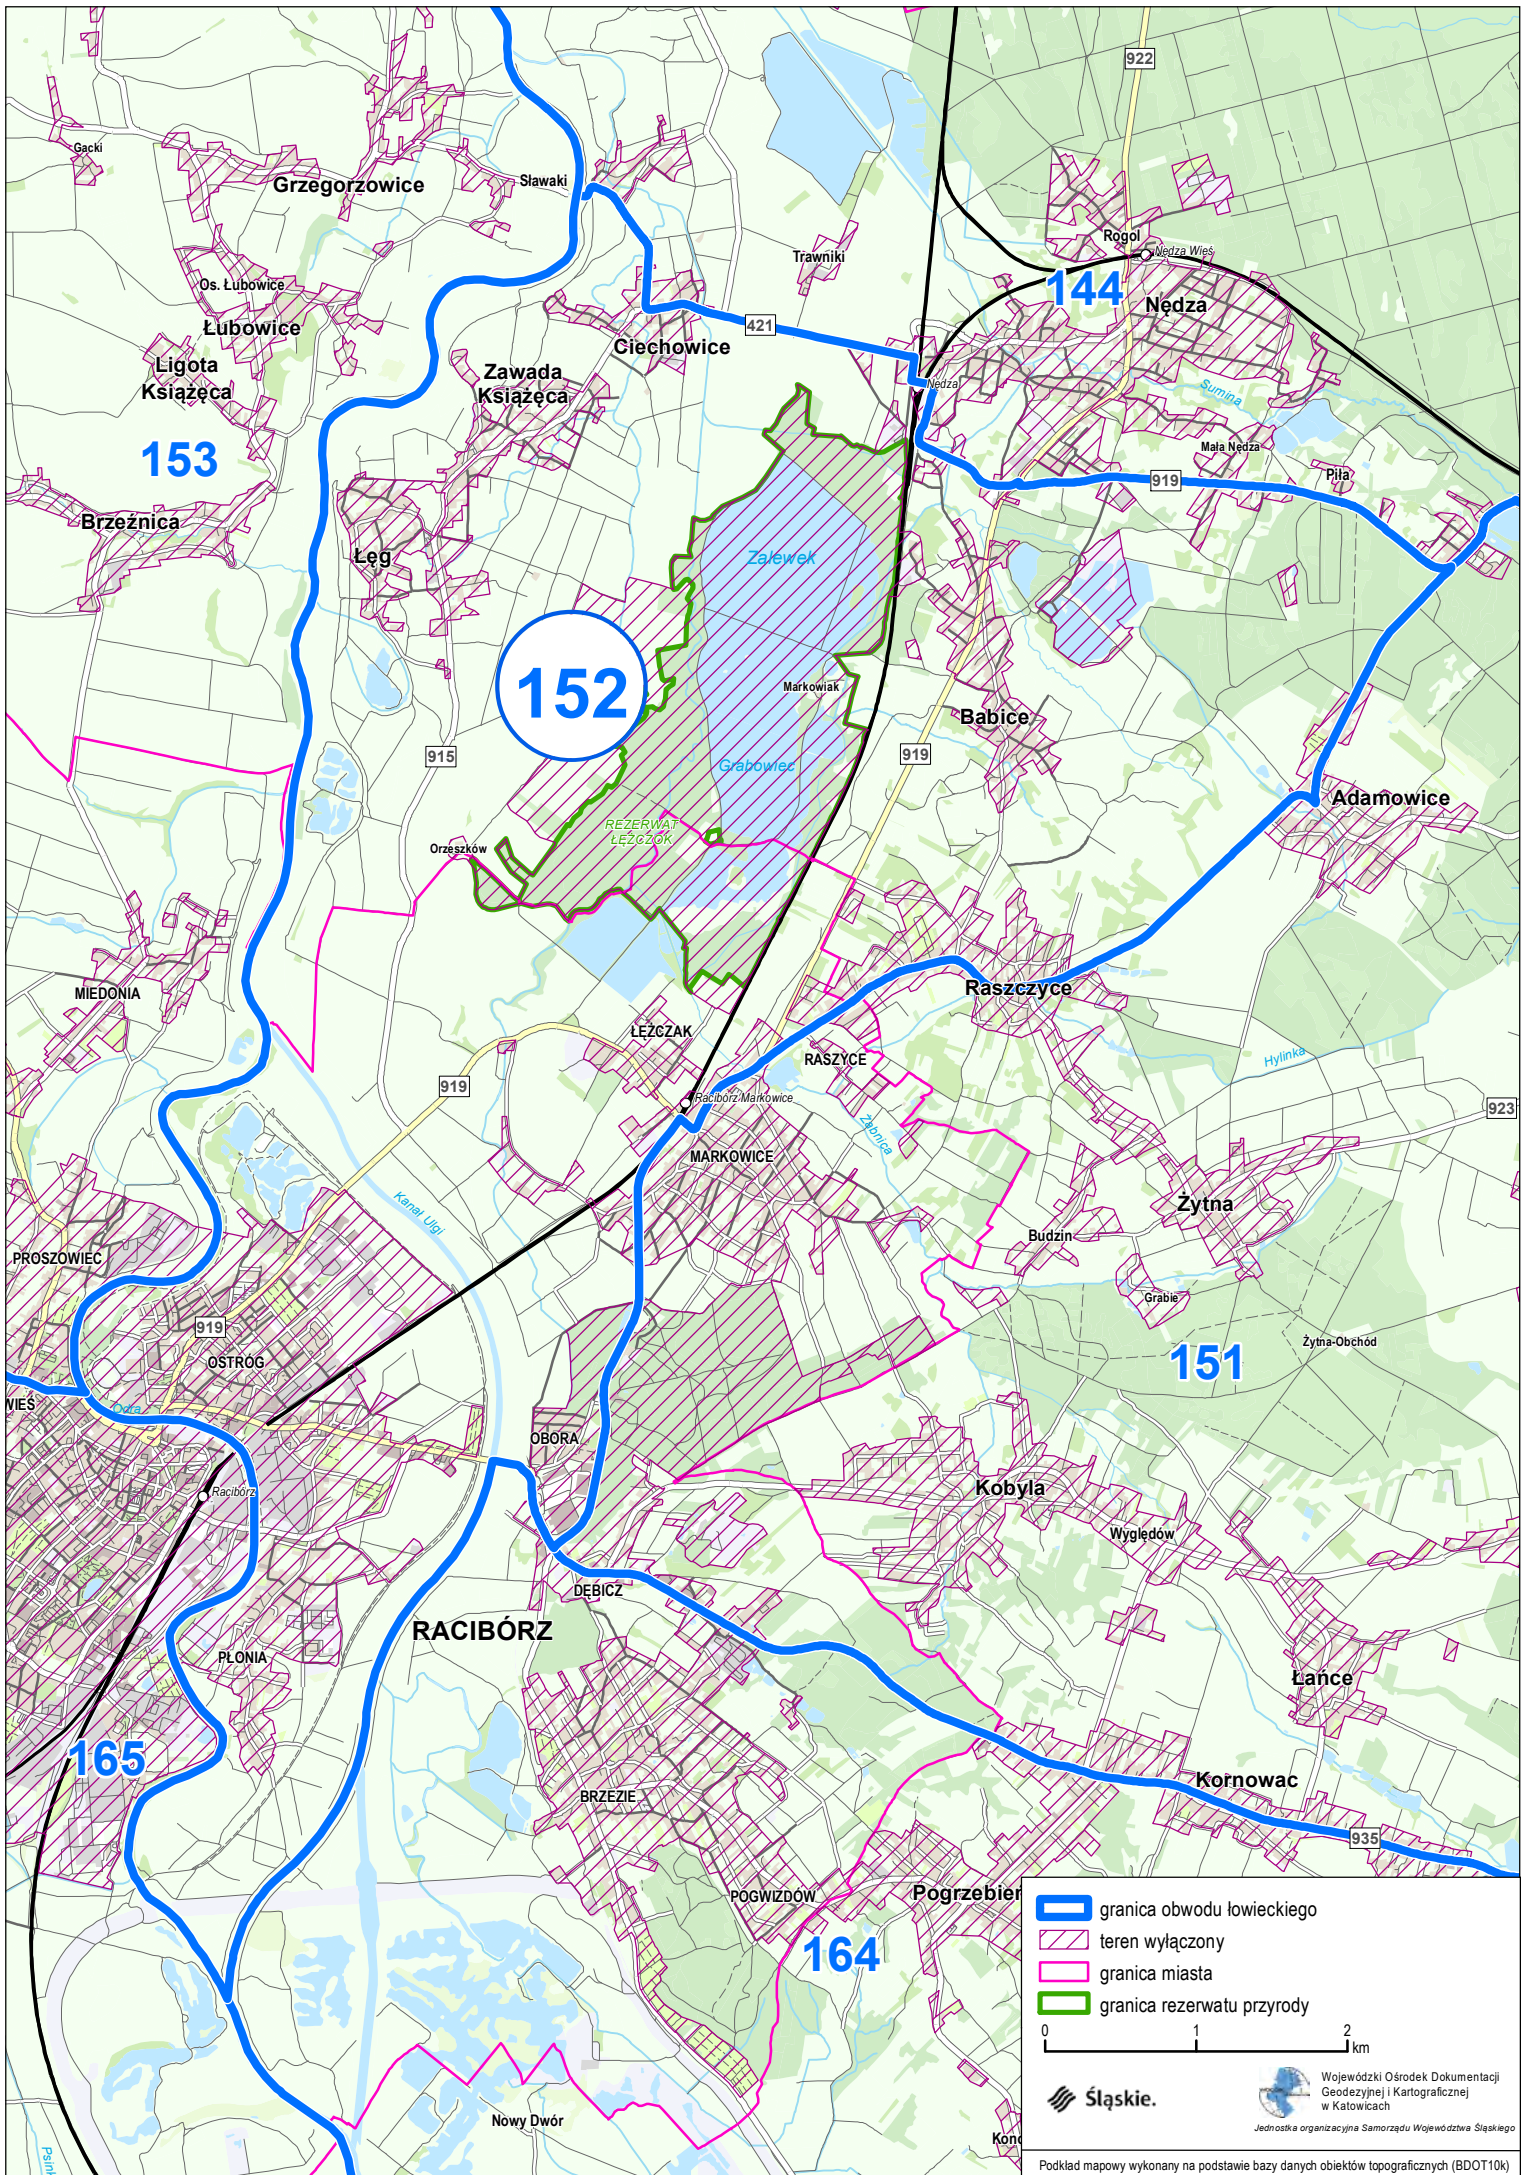 922
Gacki
Grzegorzowice
Sławaki
Rogol
Nędza Wieś
Trawniki
Os. Łubowice
144
Nędza
Łubowice
421
Ciechowice
Ligota
Książęca
Zawada
Książęca
Nędza
Sumina
153
Mała Nędza
Piła
919
Brzeźnica
Łęg
Zalewek
152
Markowiak
Babice
915
919
Grabowiec
Adamowice
REZERWAT
ŁĘŻCZOK
Orzeszków
MIEDONIA
Raszczyce
ŁĘŻCZAK
RASZYCE
Hylinka
919
Racibórz Markowice
923
Żabnica
MARKOWICE
Kanał Ulgi
Żytna
PROSZOWIEC
Budzin
Grabie
919
Żytna-Obchód
OSTRÓG
151
WIEŚ
Odra
OBORA
Racibórz
Kobyla
Wyględów
DĘBICZ
RACIBÓRZ
PŁONIA
Łańce
165
Kornowac
BRZEZIE
935
POGWIZDÓW
Pogrzebień
164
Nowy Dwór
Psin
Kono
granica obwodu łowieckiego
teren wyłączony
granica miasta
granica rezerwatu przyrody
0 1 2
km
Śląskie.
Wojewódzki Ośrodek Dokumentacji
Geodezyjnej i Kartograficznej
w Katowicach
Jednostka organizacyjna Samorządu Województwa Śląskiego
Podkład mapowy wykonany na podstawie bazy danych obiektów topograficznych (BDOT10k)